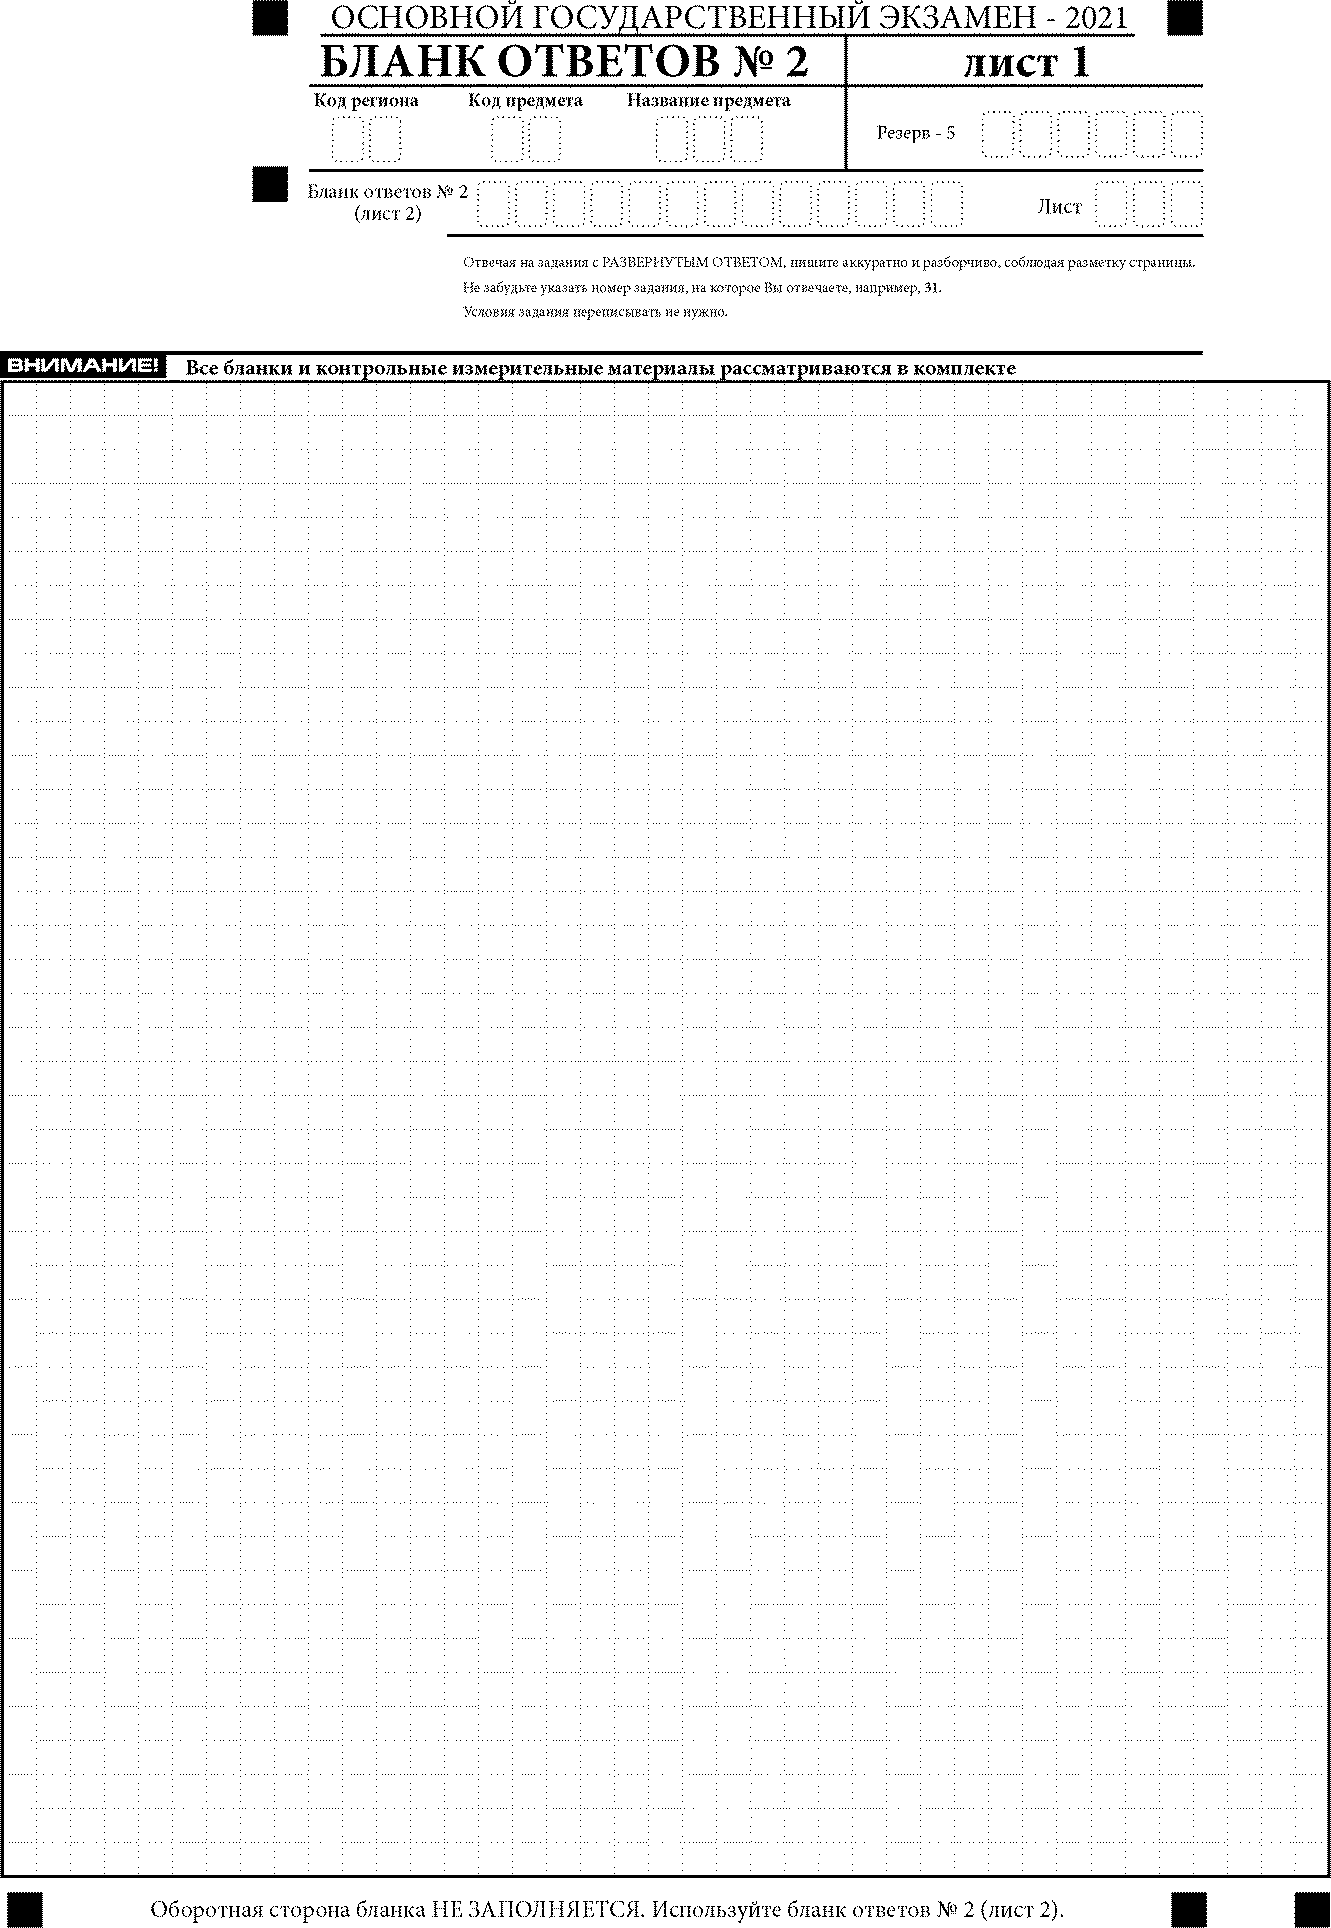 ОСНОВНОЙ ГОСУДАРСТВЕННЫЙ ЭКЗАМЕН - 2021
БЛАНК ОТВЕТОВ № 2
лист 1
Код региона
Код предмета
Название предмета
Резерв - 5
Бланк ответов № 2
(лист 2)
Лист
Отвечая на задания с РАЗВЕРНУТЫМ ОТВЕТОМ, пишите аккуратно и разборчиво, соблюдая разметку страницы.
Не забудьте указать номер задания, на которое Вы отвечаете, например, 31.
Условия задания переписывать не нужно.
ВНИМАНИЕ!
Все бланки и контрольные измерительные материалы рассматриваются в комплекте
Оборотная сторона бланка НЕ ЗАПОЛНЯЕТСЯ. Используйте бланк ответов № 2 (лист 2).